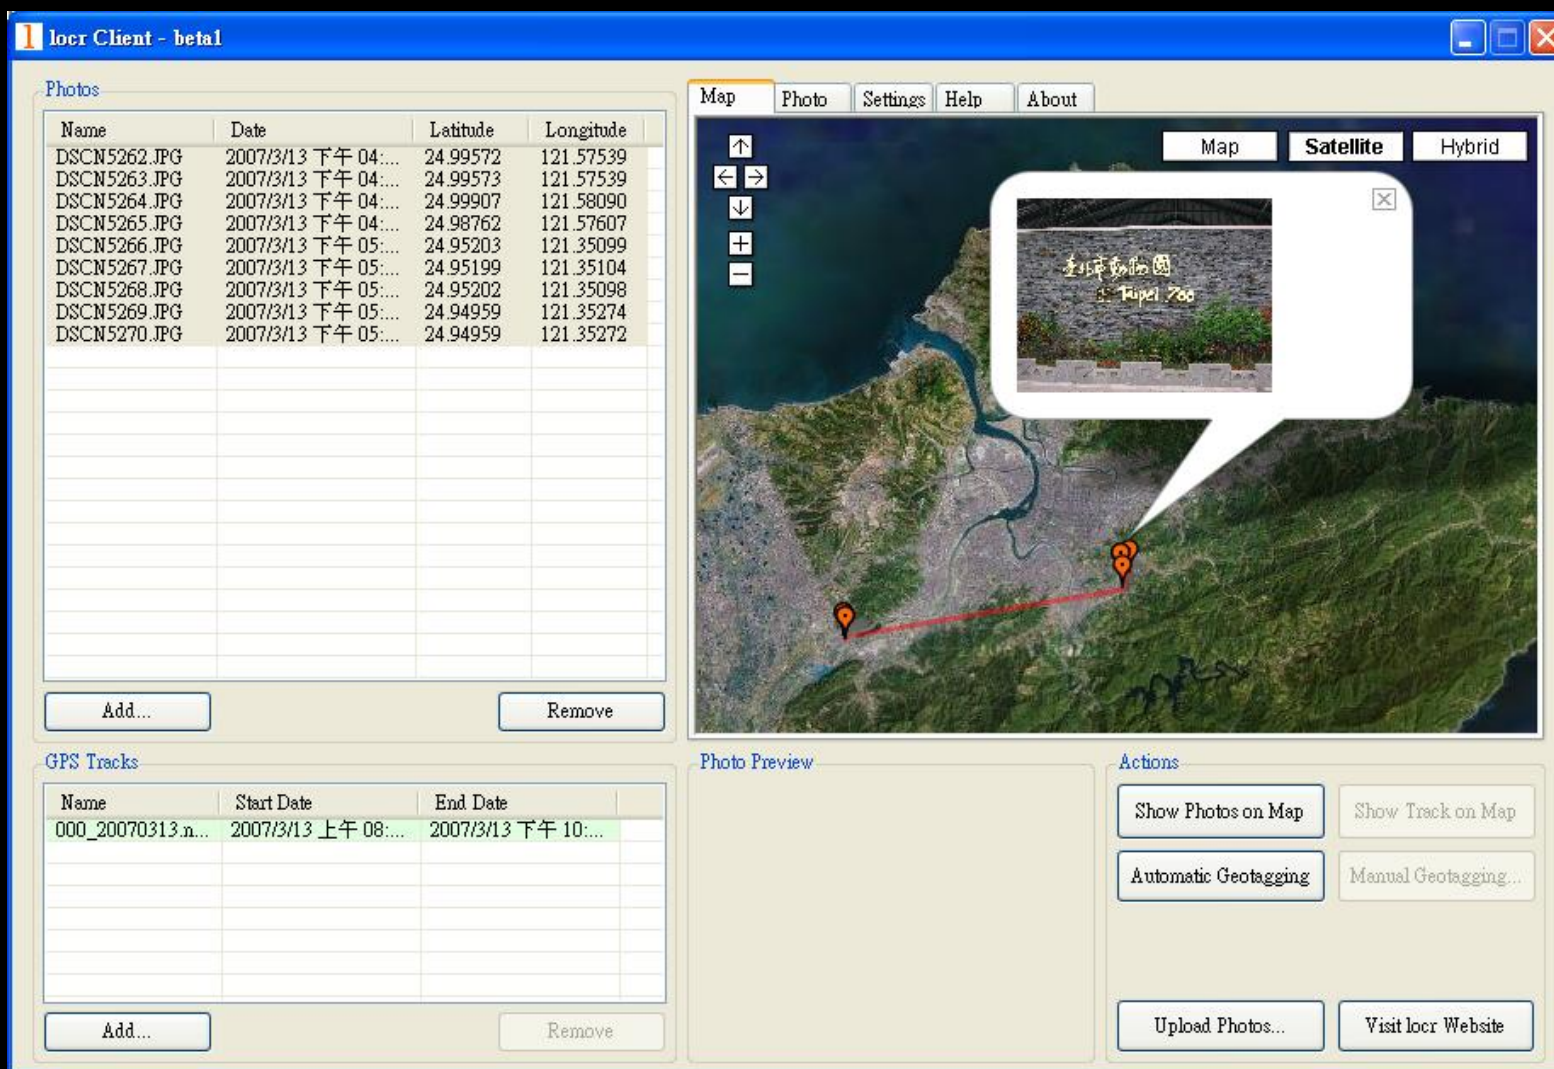 locr Client - beta1
Photos
Name Date Latitude Longitude
DSCN5262.JPG 2007/3/13 下午 04:... 24.99572 121.57539
DSCN5263.JPG 2007/3/13 下午 04:... 24.99573 121.57539
DSCN5264.JPG 2007/3/13 下午 04:... 24.99907 121.58090
DSCN5265.JPG 2007/3/13 下午 04:... 24.98762 121.57607
DSCN5266.JPG 2007/3/13 下午 05:... 24.95203 121.35099
DSCN5267.JPG 2007/3/13 下午 05:... 24.95199 121.35104
DSCN5268.JPG 2007/3/13 下午 05:... 24.95202 121.35098
DSCN5269.JPG 2007/3/13 下午 05:... 24.94959 121.35274
DSCN5270.JPG 2007/3/13 下午 05:... 24.94959 121.35272
Add... Remove
Map Photo Settings Help About
Map Satellite Hybrid
臺北市動物園
Taipei Zoo
GPS Tracks
Name Start Date End Date
000_20070313.n... 2007/3/13 上午 08:... 2007/3/13 下午 10:...
Add... Remove
Photo Preview
Actions
Show Photos on Map Show Track on Map
Automatic Geotagging Manual Geotagging...
Upload Photos... Visit locr Website